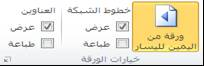 ورقة من اليمين لليسار
خطوط الشبكة
عرض
طباعة
العناوين
عرض
طباعة
خيارات الورقة